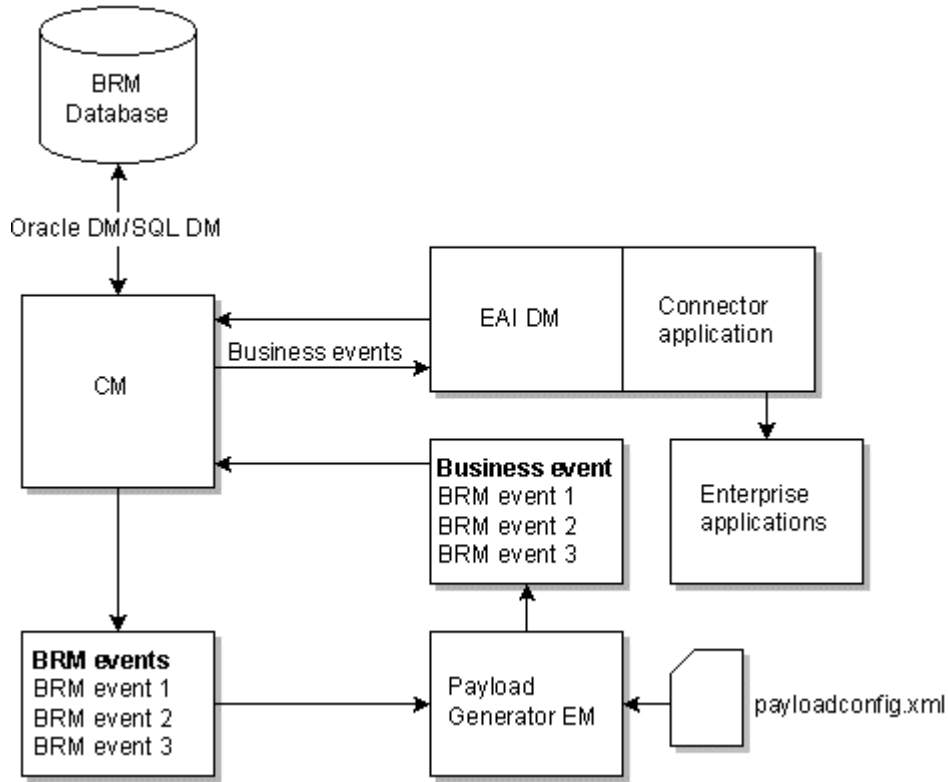 BRM
Database
Oracle DM/SQL DM
EAI DM
Connector
application
Business events
CM
Business event
BRM event 1
BRM event 2
BRM event 3
Enterprise
applications
BRM events
BRM event 1
BRM event 2
BRM event 3
Payload
Generator EM
payloadconfig.xml